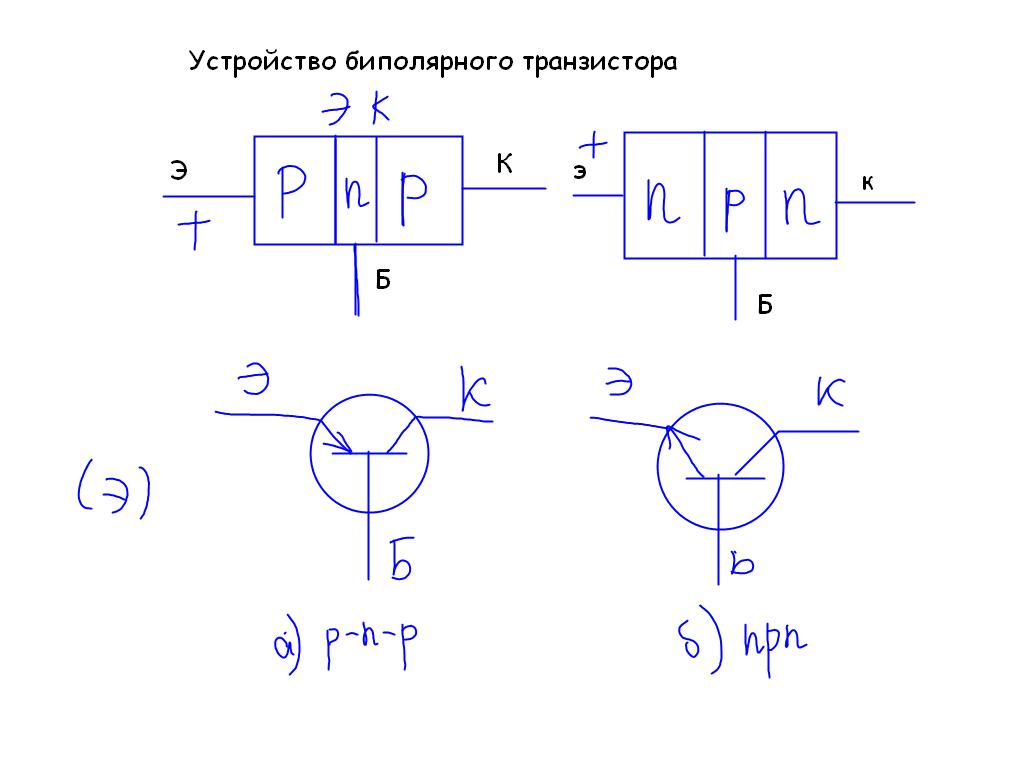 Устройство биполярного транзистора
Э К
Э + p n p К
Б
Э + n p n К
Б
Э К
(Э)
Б
а) p-n-p
Э К
Б
б) npn